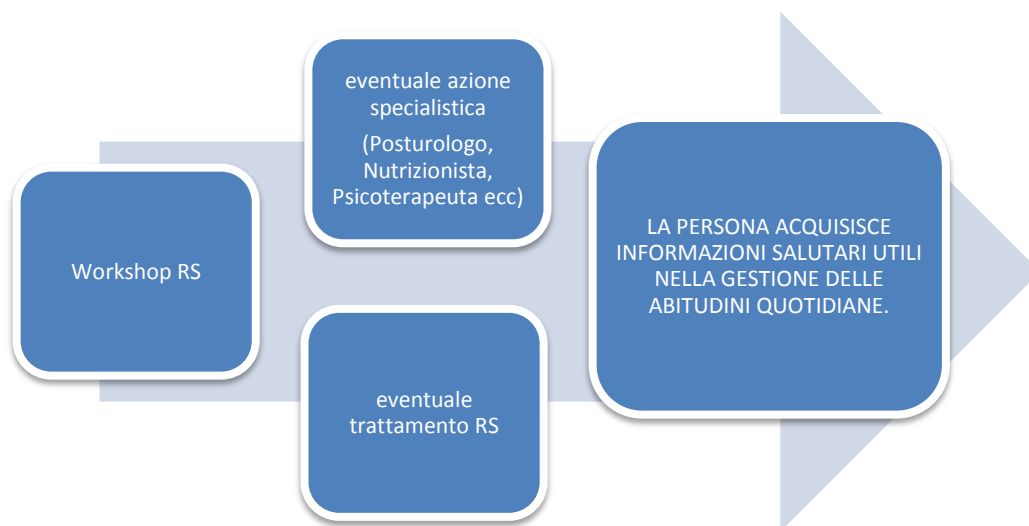 Workshop RS
eventuale azione
specialistica
(Posturologo,
Nutrizionista,
Psicoterapeuta ecc)
eventuale
trattamento RS
LA PERSONA ACQUISISCE
INFORMAZIONI SALUTARI UTILI
NELLA GESTIONE DELLE
ABITUDINI QUOTIDIANE.